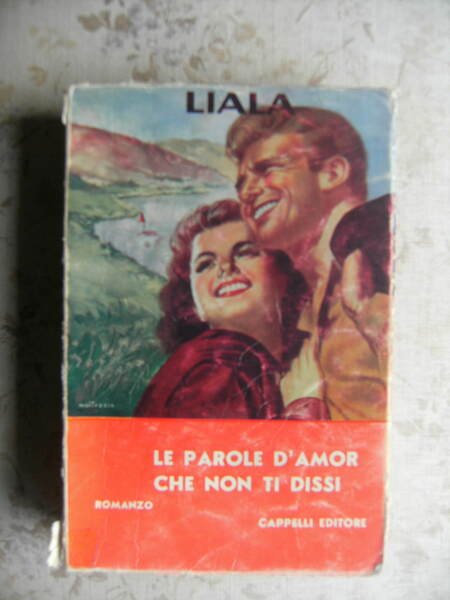 LIALA
LE PAROLE D'AMOR
CHE NON TI DISSI
ROMANZO
CAPPELLI EDITORE